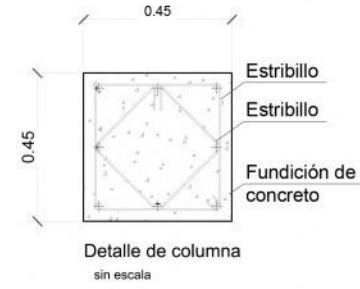 0.45
0.45
Estribillo
Estribillo
Fundición de
concreto
Detalle de columna
sin escala